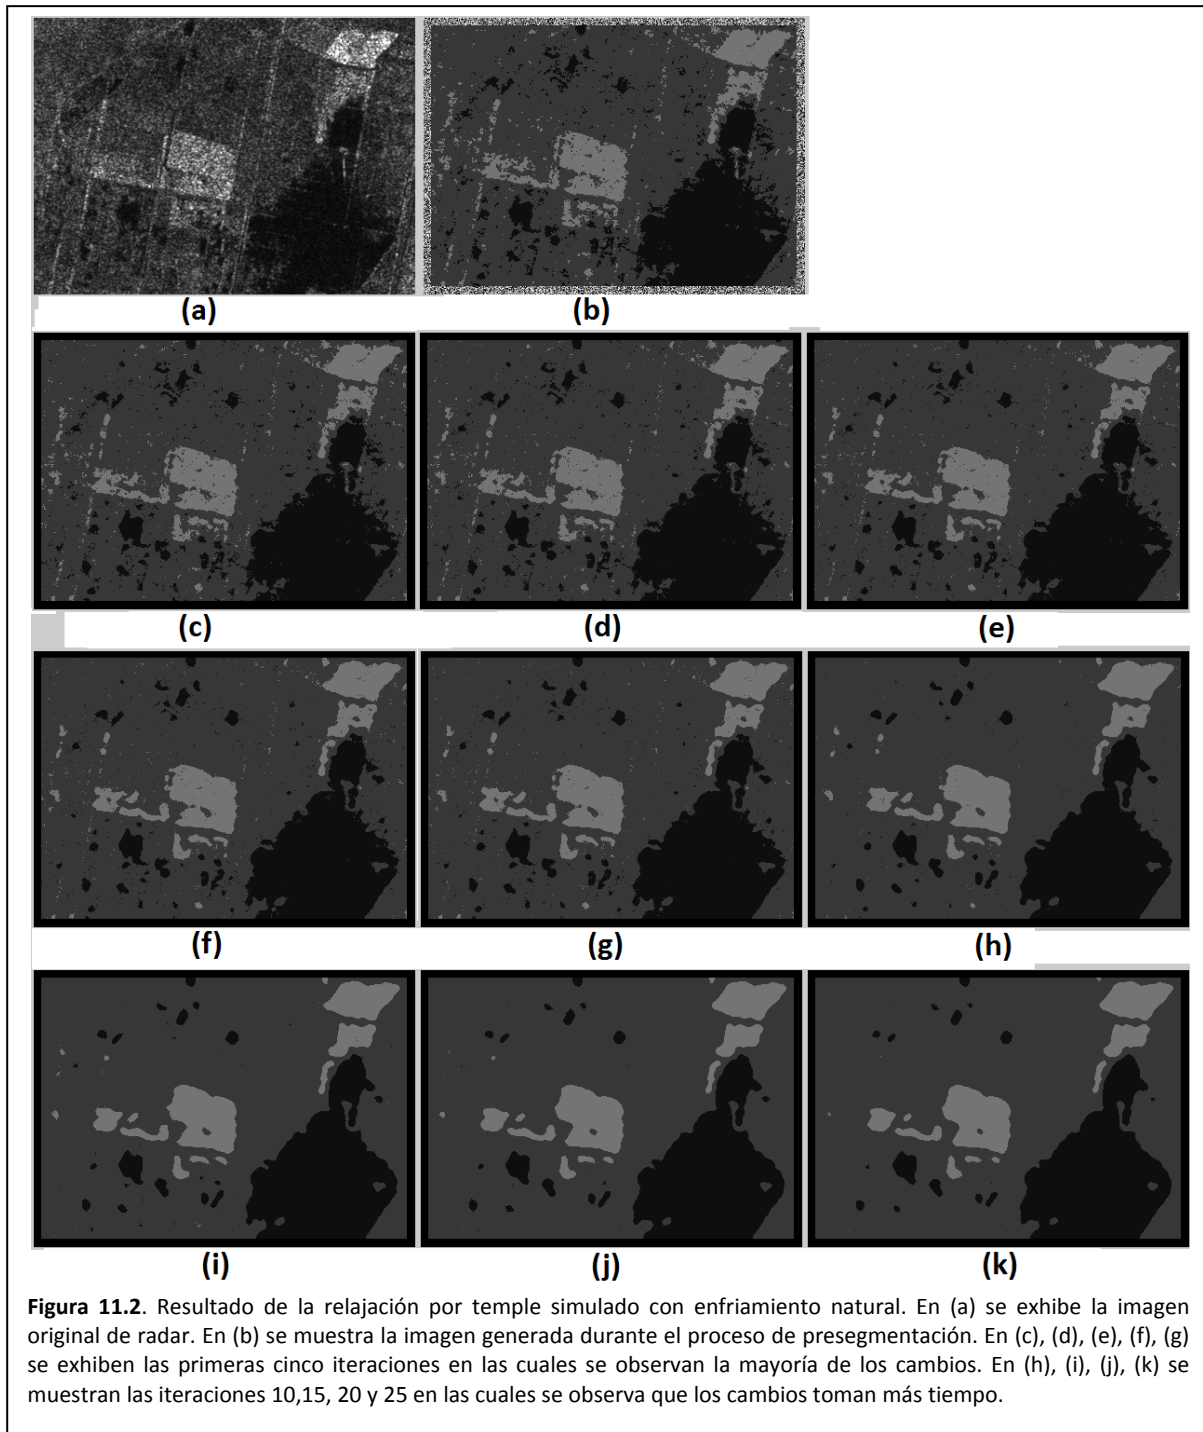 (a)
(b)
(c)
(d)
(e)
(f)
(g)
(h)
(i)
(j)
(k)
Figura 11.2. Resultado de la relajación por temple simulado con enfriamiento natural. En (a) se exhibe la imagen
original de radar. En (b) se muestra la imagen generada durante el proceso de presegmentación. En (c), (d), (e), (f), (g)
se exhiben las primeras cinco iteraciones en las cuales se observan la mayoría de los cambios. En (h), (i), (j), (k) se
muestran las iteraciones 10,15, 20 y 25 en las cuales se observa que los cambios toman más tiempo.